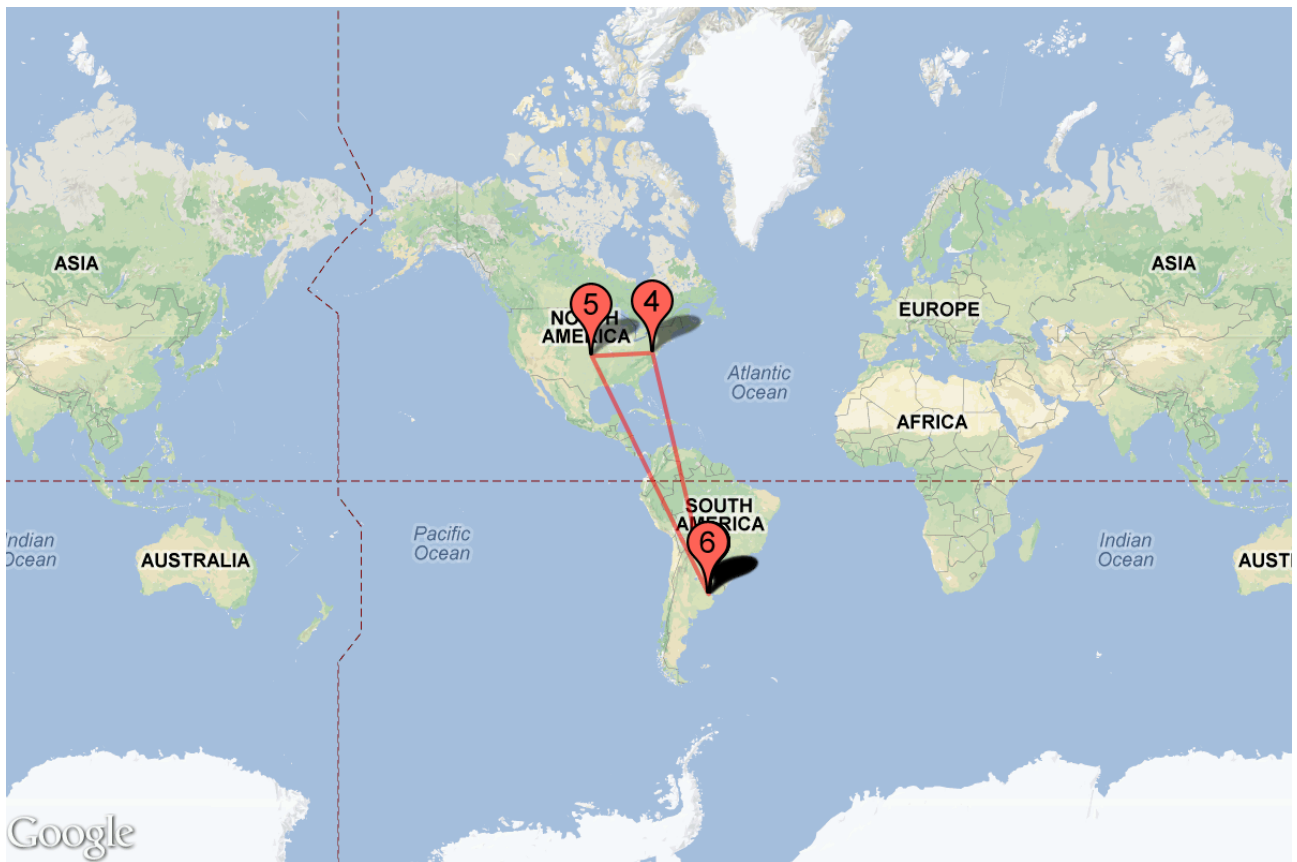 ASIA
ASIA
EUROPE
5
4
NORTH
AMERICA
Atlantic
Ocean
AFRICA
SOUTH
AMERICA
6
Indian
Ocean
AUSTRALIA
Pacific
Ocean
Indian
Ocean
AUSTI
Google